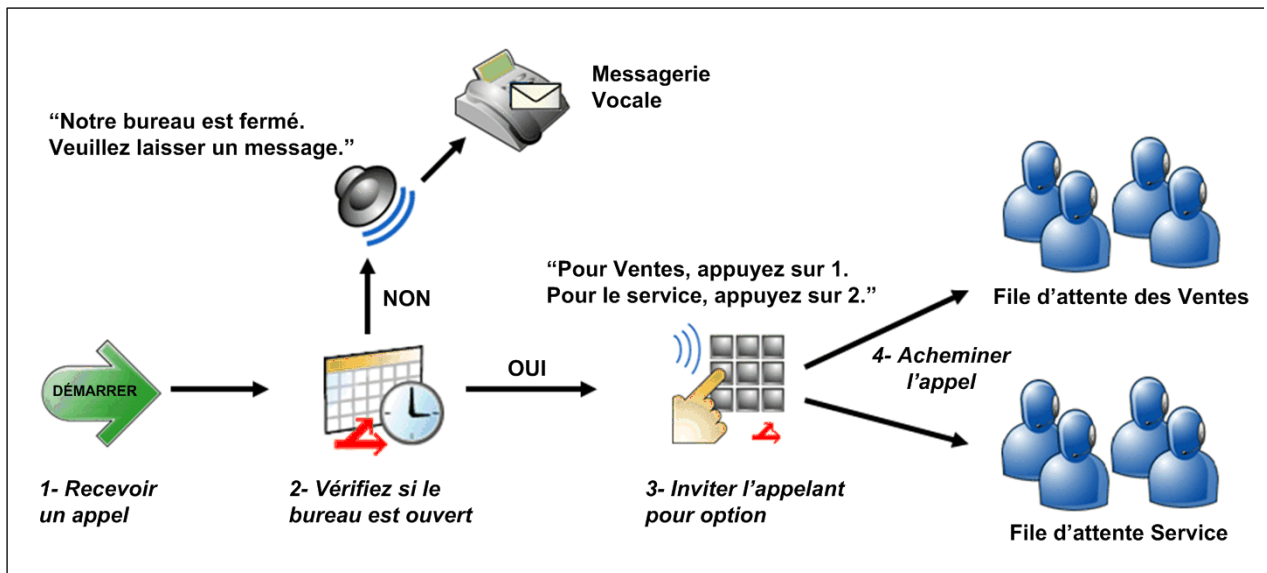 Messagerie
Vocale
“Notre bureau est fermé.
Veuillez laisser un message.”
NON
“Pour Ventes, appuyez sur 1.
Pour le service, appuyez sur 2.”
File d’attente des Ventes
DÉMARRER
OUI
4- Acheminer
l’appel
1- Recevoir
un appel
2- Vérifiez si le
bureau est ouvert
3- Inviter l’appelant
pour option
File d’attente Service